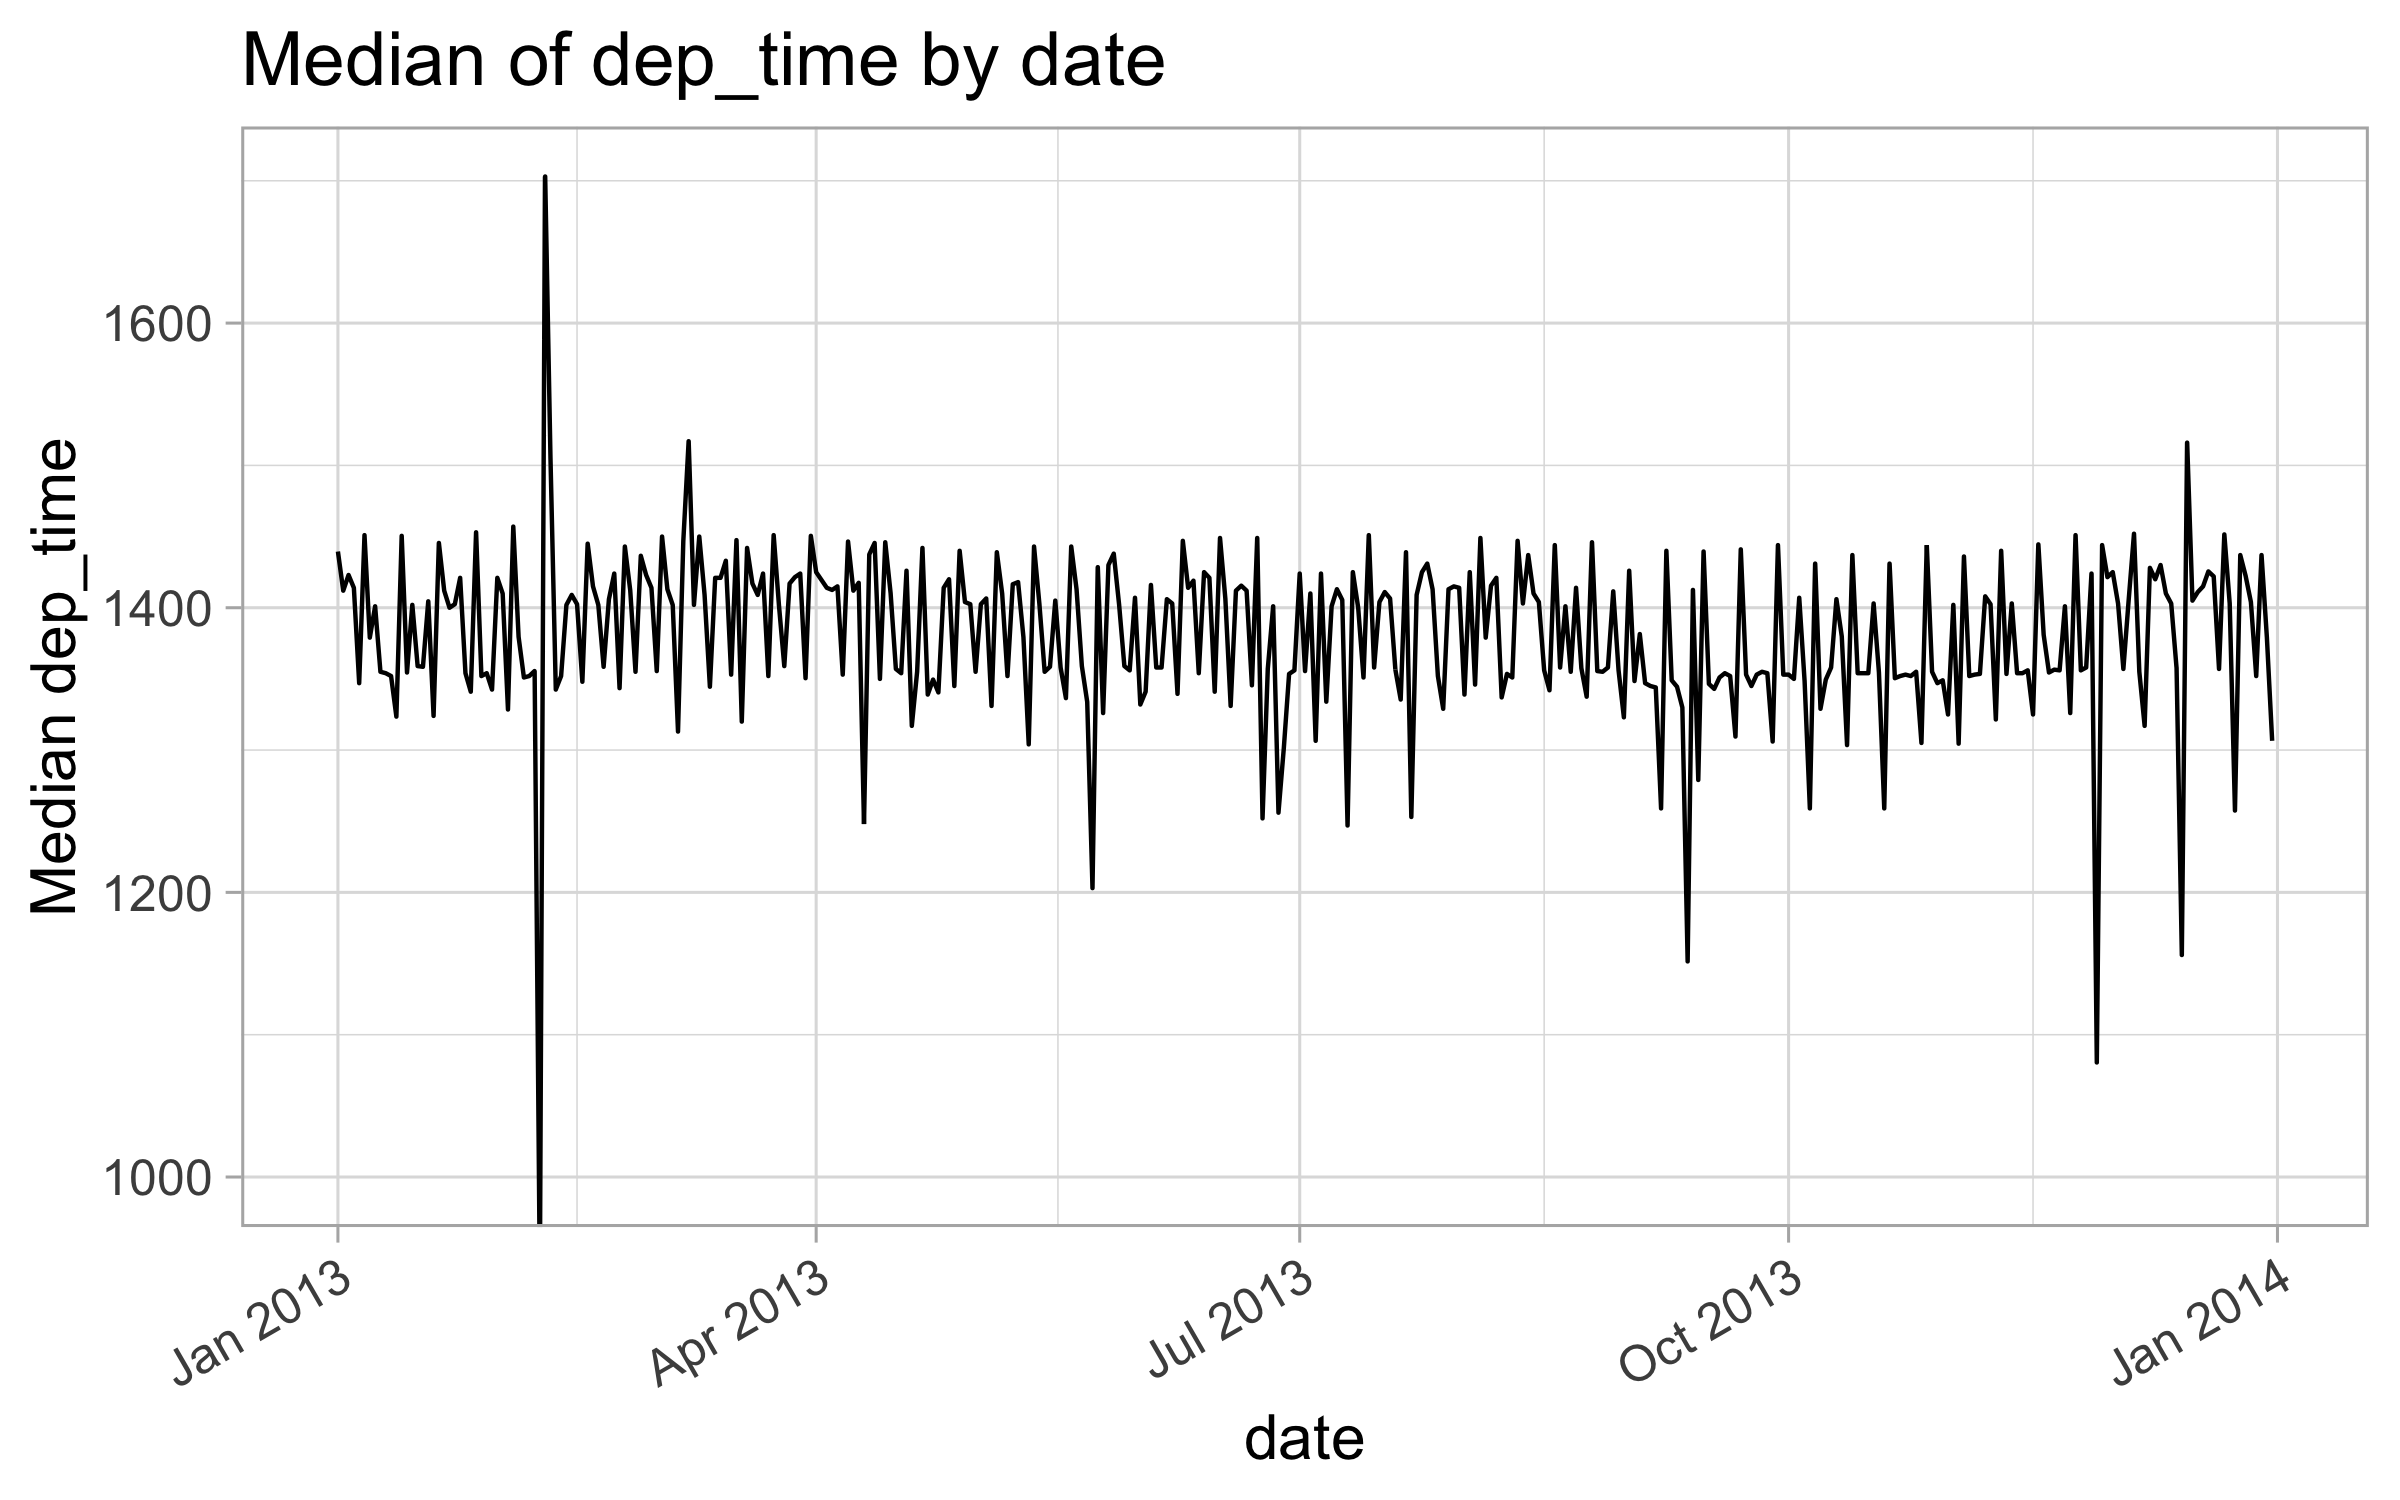 Median of dep_time by date
Median dep_time
1600
1400
1200
1000
Jan 2013
Apr 2013
Jul 2013
Oct 2013
Jan 2014
date